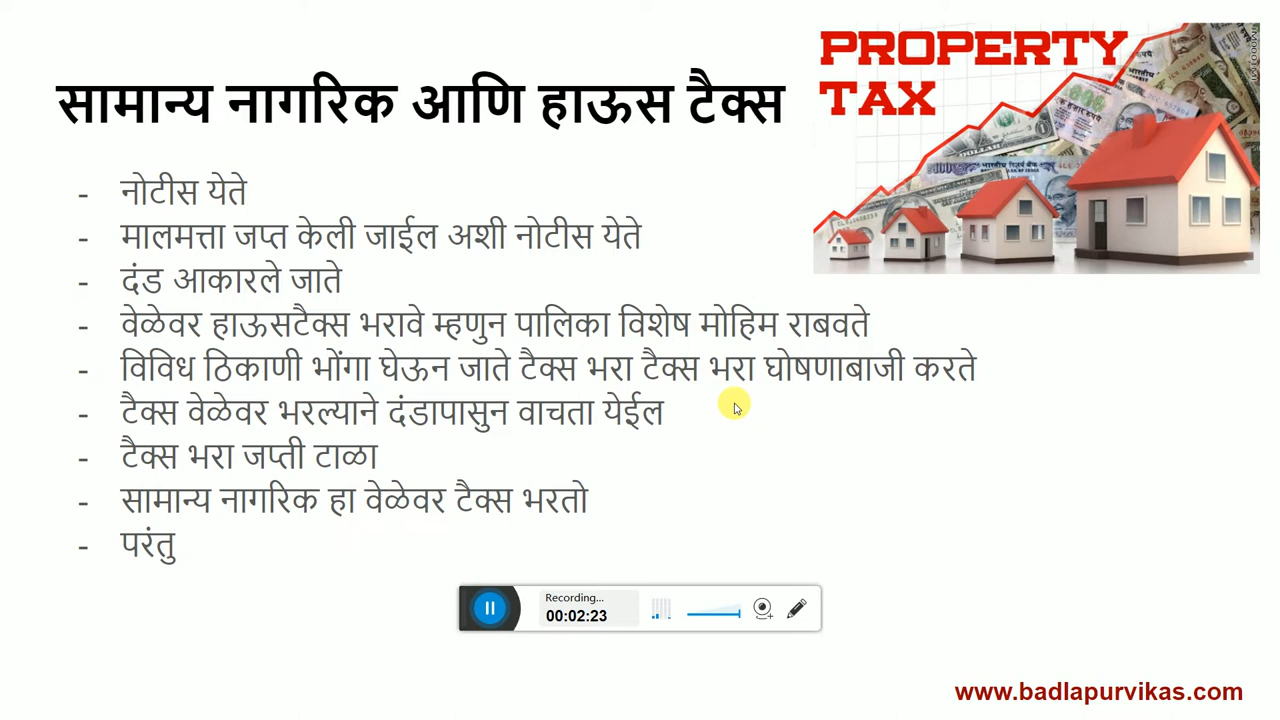 सामान्य नागरिक आणि हाऊस टैक्स
PROPERTY
TAX
- नोटीस येते
- मालमत्ता जप्त केली जाईल अशी नोटीस येते
- दंड आकारले जाते
- वेळेवर हाऊसटैक्स भरावे म्हणुन पालिका विशेष मोहिम राबवते
- विविध ठिकाणी भोंगा घेऊन जाते टैक्स भरा टैक्स भरा घोषणाबाजी करते
- टैक्स वेळेवर भरल्याने दंडापासुन वाचता येईल
- टैक्स भरा जप्ती टाळा
- सामान्य नागरिक हा वेळेवर टैक्स भरतो
- परंतु
Recording...
00:02:23
www.badlapurvikas.com